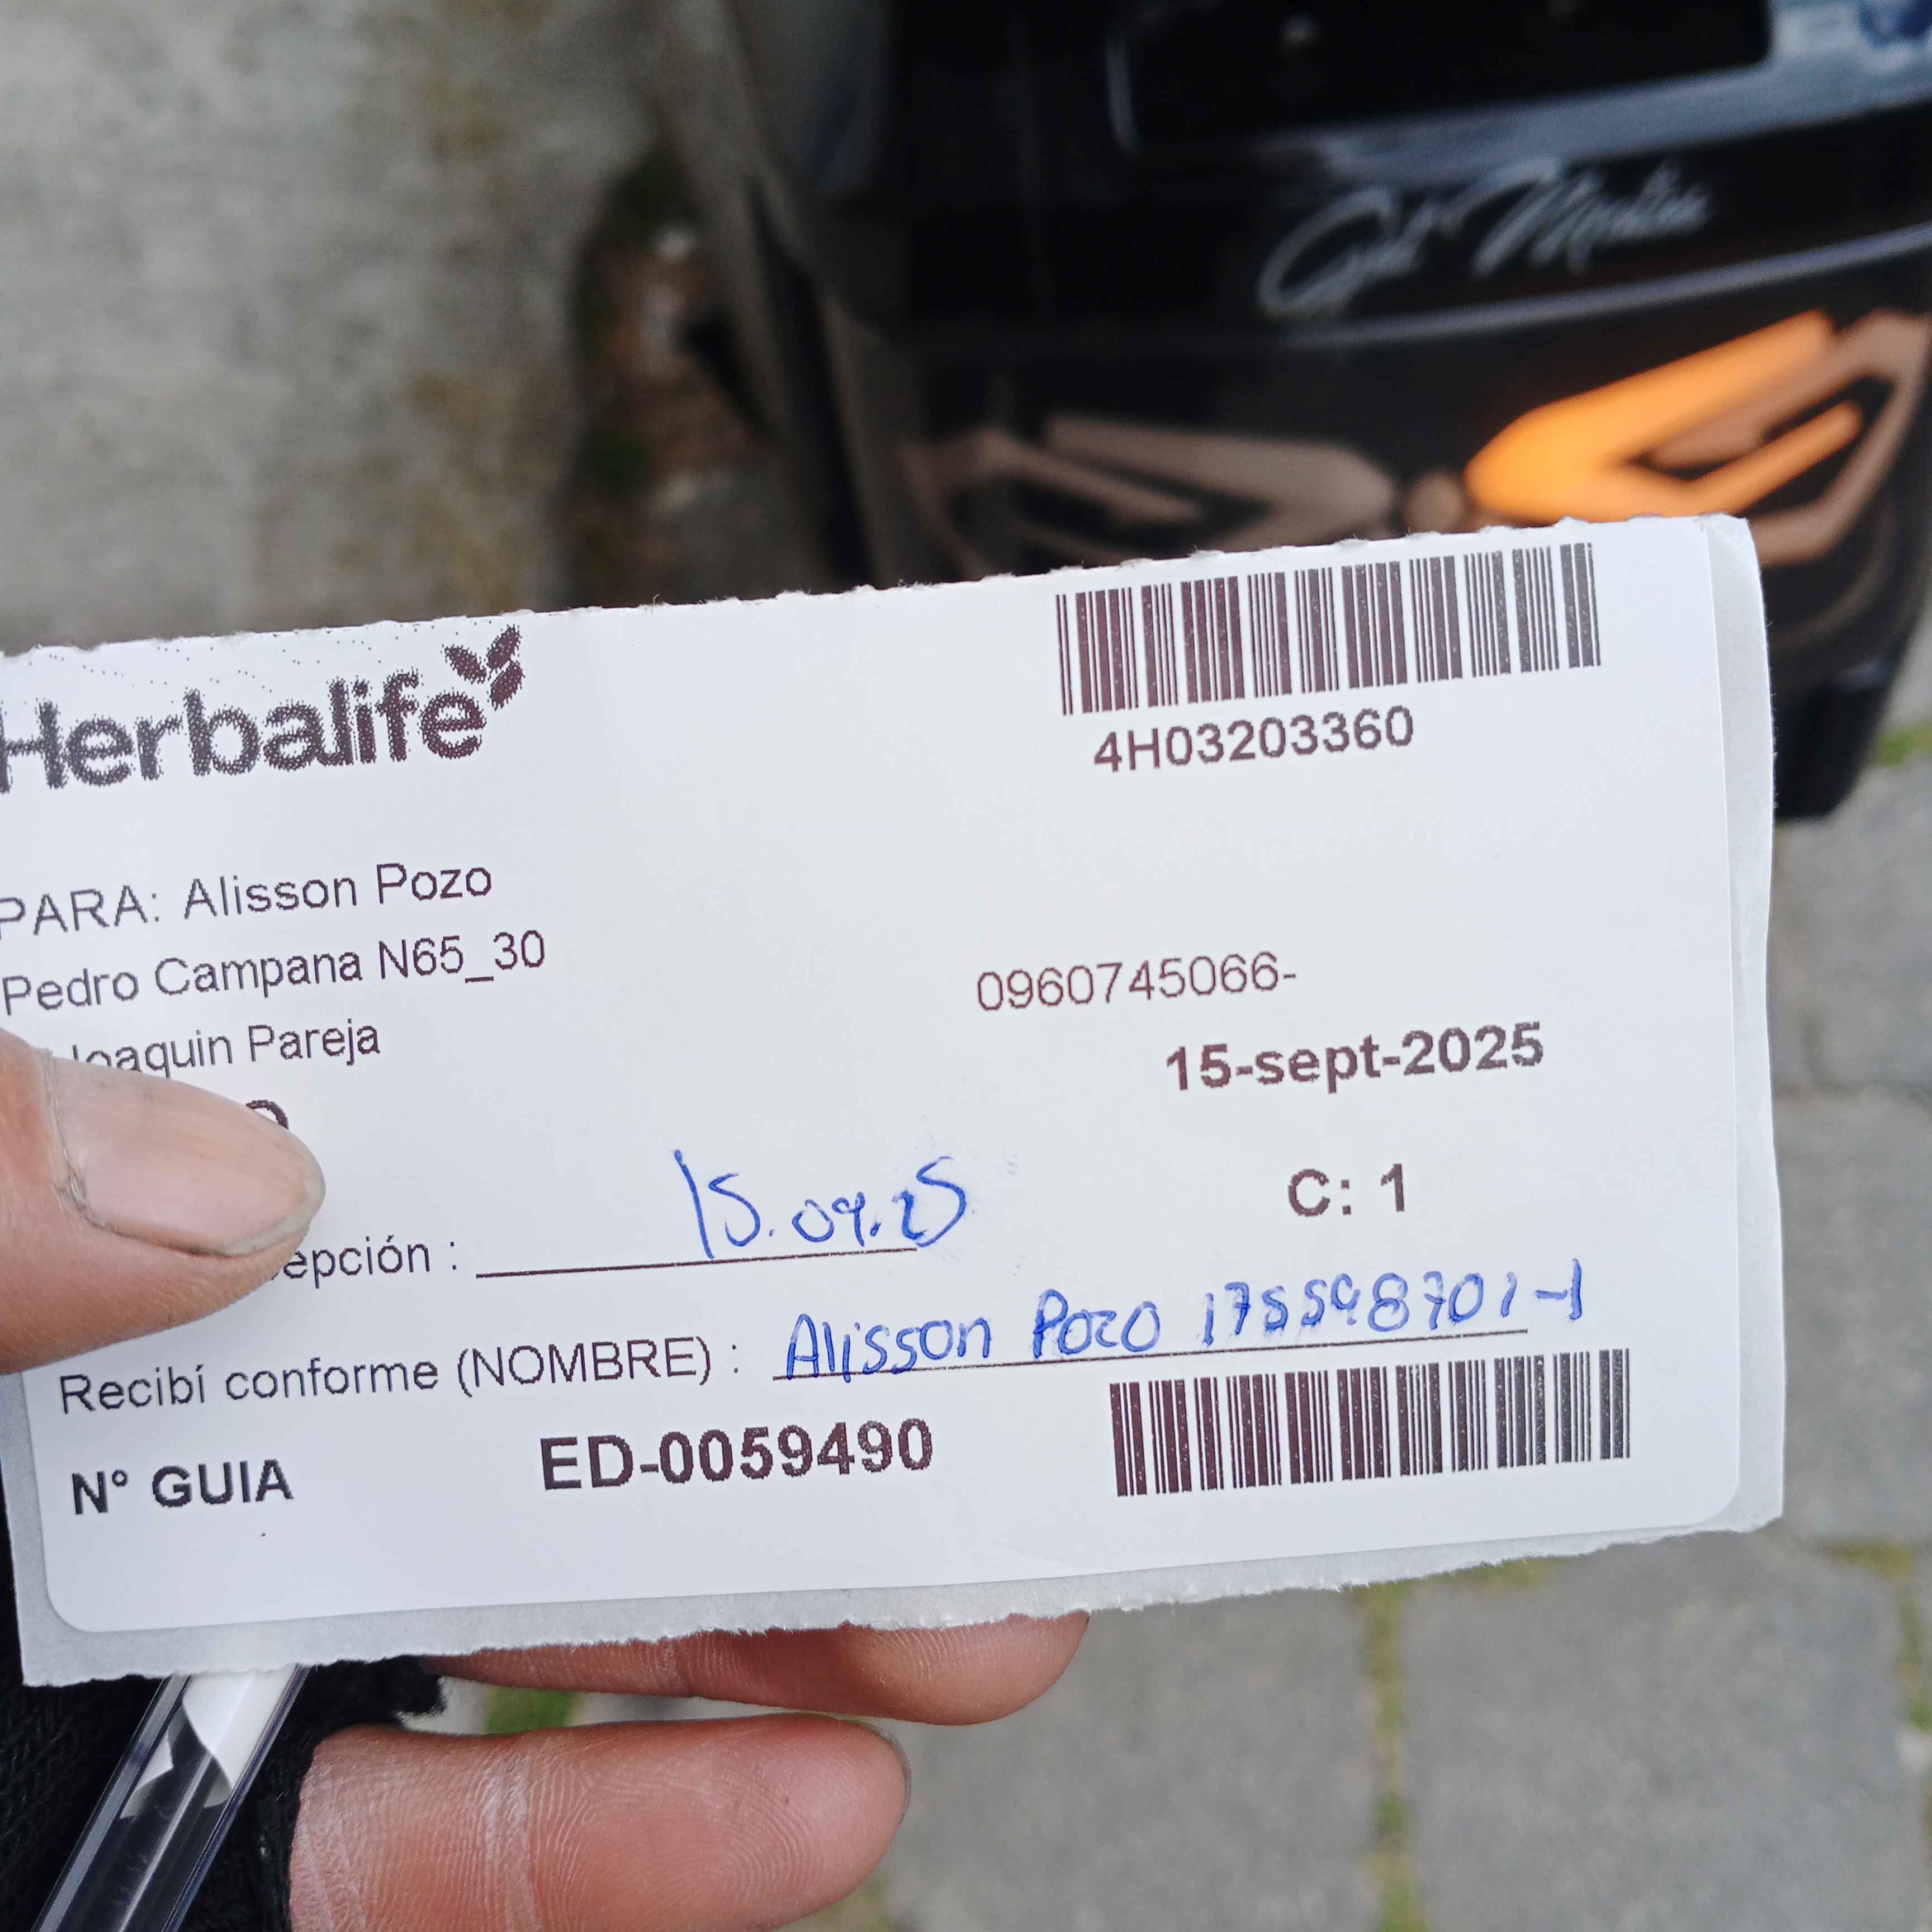 Herbalife
4H03203360
PARA: Alisson Pozo
Pedro Campana N65_30
0960745066-
Joaquin Pareja
15-sept-2025
C: 1
epción : 15.09.25
Recibí conforme (NOMBRE) : Alisson Pozo 175598701-1
N° GUIA ED-0059490